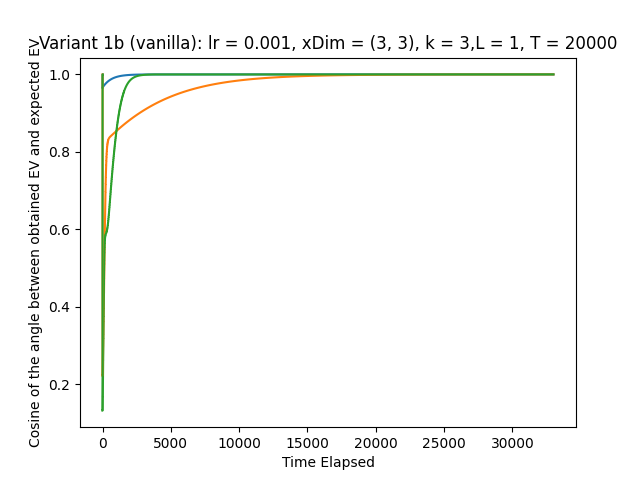 Variant 1b (vanilla): lr = 0.001, xDim = (3, 3), k = 3,L = 1, T = 20000
Cosine of the angle between obtained EV and expected EV
1.0
0.8
0.6
0.4
0.2
0 5000 10000 15000 20000 25000 30000
Time Elapsed